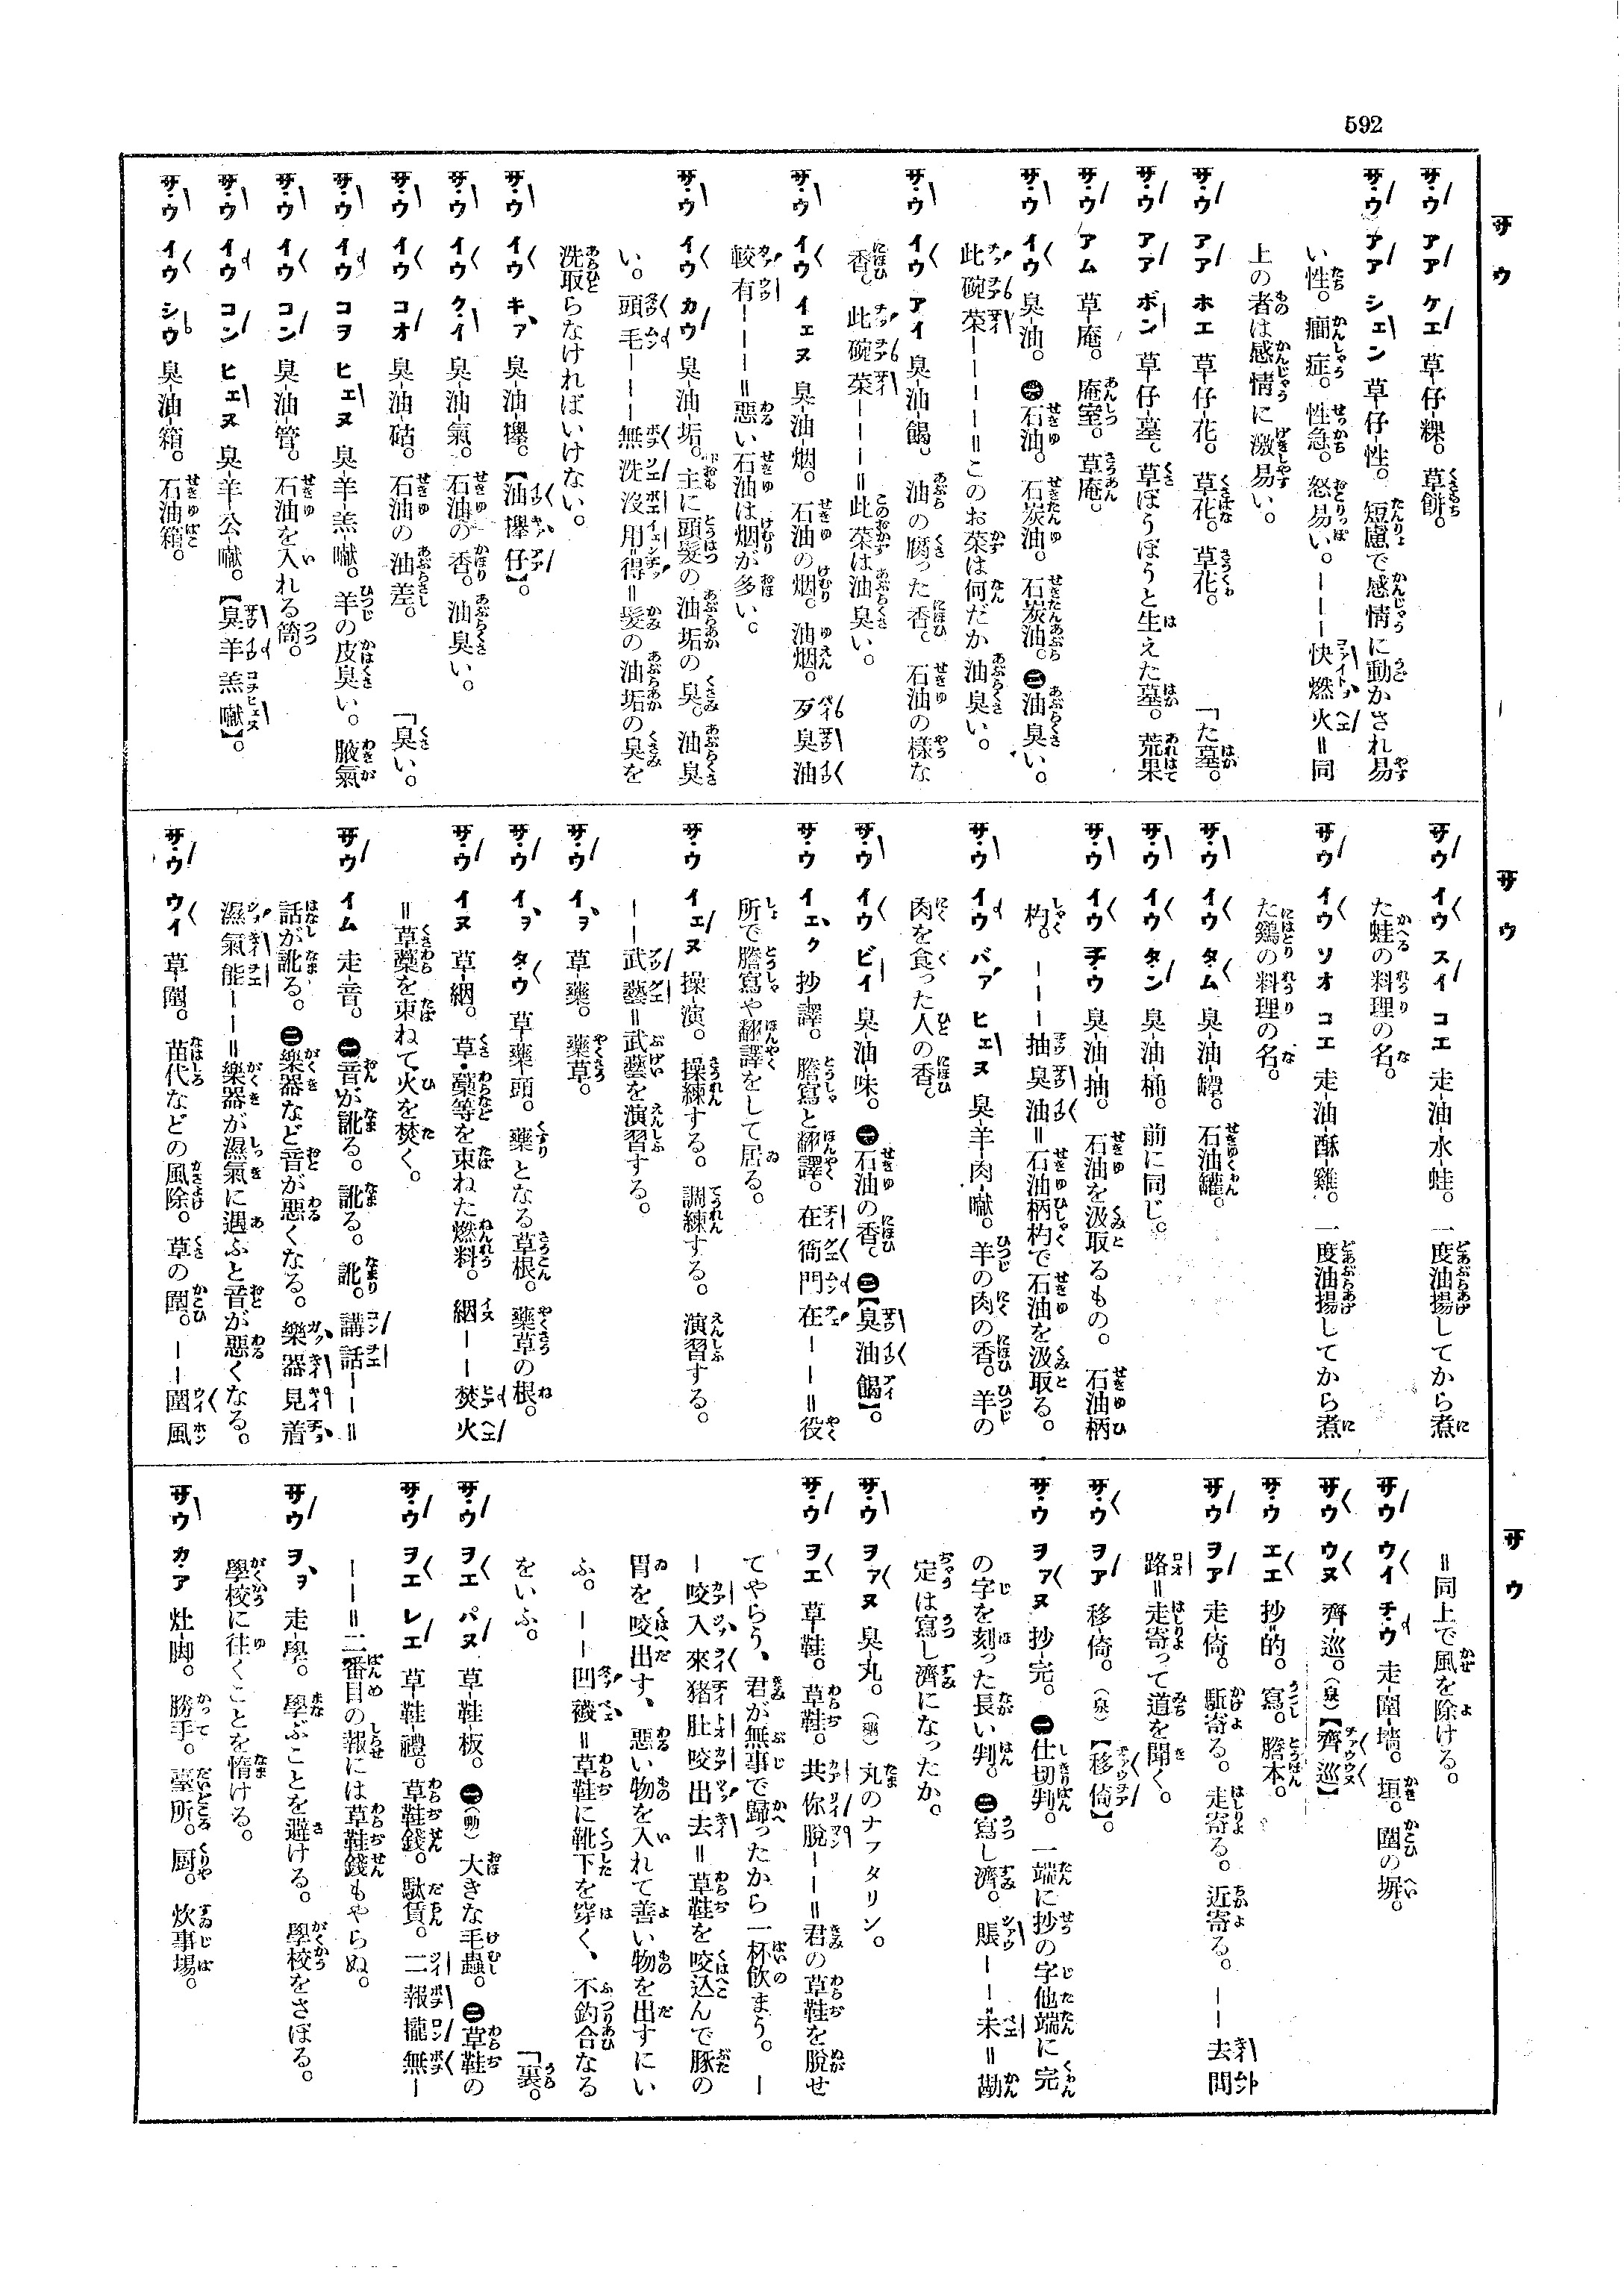 592
サウ
サウ アア ケエ 草-仔-粿。草餅。
サウ アア シェン 草仔-性。短慮で感情に動かされ易
い性。癇症。性急。怒易い。———快燃火=同
上の者は感情に激易い。
サウ アア ホエ 草-仔-花。草花。草花。 「た墓。
サウ アア ボン 草仔-墓。草ぼうぼうと生えた墓。荒果
サウ アム 草-庵。庵室。草庵。
サウ イウ 臭-油。㊀石油。石炭油。石炭油。㊁油臭い。
此碗菜————=このお菜は何だか油臭い。
サウ イウ アイ 臭-油-餲。油の腐った香。石油の樣な
香。此碗菜———=此菜は油臭い。
サウ イウ イエヌ 臭-油-烟。石油の烟。油烟。歹臭油
較有———=惡い石油は烟が多い。
サウ イウ カウ 臭-油-垢。主に頭髮の油垢の臭。油臭
い。頭毛———無洗沒用=得=髮の油垢の臭を
洗取らなければいけない。
サウ イウ キァ 臭-油-攑。【油攑仔】。
サウ イウ クイ 臭-油-氣。石油の香。油臭い。
サウ イウ コオ 臭-油-䀇。石油の油差。 「臭い。
サウ イウ コヲ ヒェヌ 臭-羊-羔-㘋。羊の皮臭い。腋氣
サウ イウ コン 臭-油-管。石油を入れる筒。
サウ イウ コン ヒェヌ 臭-羊-公-㘋。【臭羊羔㘋】。
サウ イウ シウ 臭-油-箱。石油箱。
サウ
サウ イウ スイ コエ 走-油-水-蛙。一度油揚してから煮
た蛙の料理の名。
サウ イウ ソオ コエ 走-油-酥-雞。一度油揚してから煮
た鷄の料理の名。
サウ イウ タム 臭-油-罈。石油罐。
サウ イウ タン 臭-油-桶。前に同じ。
サウ イウ チウ 臭-油-抽。石油を汲取るもの。石油柄
杓。———抽臭油=石油柄杓で石油を汲取る。
サウ イウ バァ ヒェヌ 臭-羊-肉-㘋。羊の肉の香。羊の
肉を食った人の香。
サウ イウ ビイ 臭-油-味。㊀石油の香。㊁【臭油餲】。
サウ イエク 抄-譯。謄寫と飜譯。在衙門在——=役
所で謄寫や飜譯をして居る。
サウ イエヌ 操-演。操練する。調練する。演習する。
——武藝=武藝を演習する。
サウ イヲ 草-藥。藥草。
サウ イヲ タウ 草-藥-頭。藥となる草根。藥草の根。
サウ イヌ 草-絪。草・藁等を束ねた燃料。絪——焚火
=草藁を束ねて火を焚く。
サウ イム 走-音。㊀音が訛る。訛る。訛。講話——=
話が訛る。㊁樂器など音が惡くなる。樂器見着
濕氣能——=樂器が濕氣に遇ふと音が惡くなる。
サウ ウイ 草-圍。苗代などの風除。草の圍。——圍風
サウ
=同上で風を除ける。
サウ ウイ チウ 走-圍-墻。垣。圍の塀。
サウ ウヌ 齊-巡。(泉)【齊巡】
サウ エエ 抄-的。寫。謄本。
サウ ヲァ 走-倚。驅寄る。走寄る。近寄る。——去聞
路=走寄って道を聞く。
サウ ヲァ 移-倚。(泉)【移倚】。
サウ ヲァヌ 抄-完。㊀仕切判。一端に抄の字他端に完
の字を刻った長い判。㊁寫し濟。賬——未=勘
定は寫し濟になったか。
サウ ヲァヌ 臭-丸。丸のナフタリン。
サウ ヲエ 草-鞋。草鞋。共你脫——=君の草鞋を脫せ
てやらう、君が無事で歸ったから一杯飮まう。—
—咬入來猪肚咬出去=草鞋を咬込んで豚の
胃を咬出す、惡い物を入れて善い物を出すにい
ふ。——凹襪=草鞋に靴下を穿く、不釣合なる
をいふ。 「裏。
サウ ヲエ パヌ 草-鞋-板。㊀(動)大きな毛蟲。㊁草鞋の
サウ ヲエ レエ 草-鞋-禮。草鞋錢。駄賃。二報攏無—
——=二番目の報には草鞋錢もやらぬ。
サウ ヲヲ 走-學。學ぶことを避ける。學校をさぼる。
學校に往くことを惰ける。
サウ カア 灶-脚。勝手。臺所。厨。炊事場。